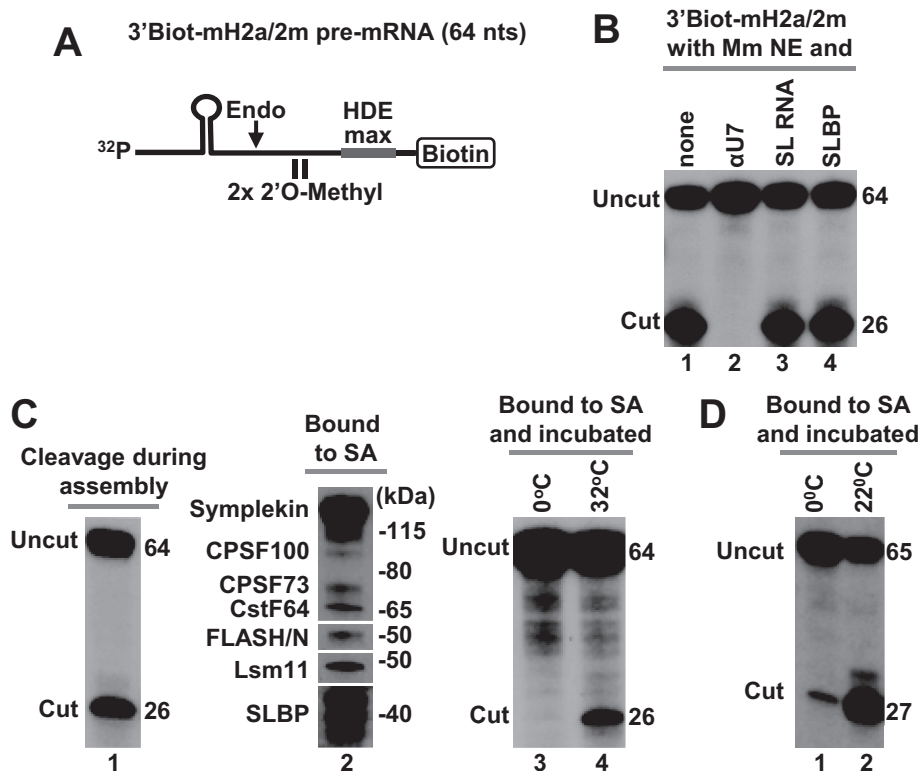 A
3'Biot-mH2a/2m pre-mRNA (64 nts)
Endo
HDE
max
32P
Biotin
2x 2'O-Methyl
B
3'Biot-mH2a/2m
with Mm NE and
none
αU7
SL RNA
SLBP
Uncut
64
Cut
26
1 2 3 4
C
Cleavage during
assembly
Uncut
64
Cut
26
1
Bound
to SA
(kDa)
Symplekin
-115
CPSF100
-80
CPSF73
CstF64
-65
FLASH/N
-50
Lsm11
-50
SLBP
-40
2
Bound to SA
and incubated
0°C
32°C
Uncut
64
Cut
26
3 4
D
Bound to SA
and incubated
0⁰C
22⁰C
Uncut
65
Cut
27
1 2